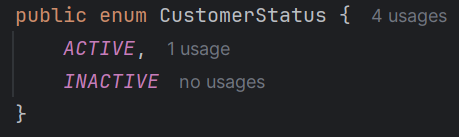 public enum CustomerStatus {  4 usages
    ACTIVE,  1 usage
    INACTIVE  no usages
}